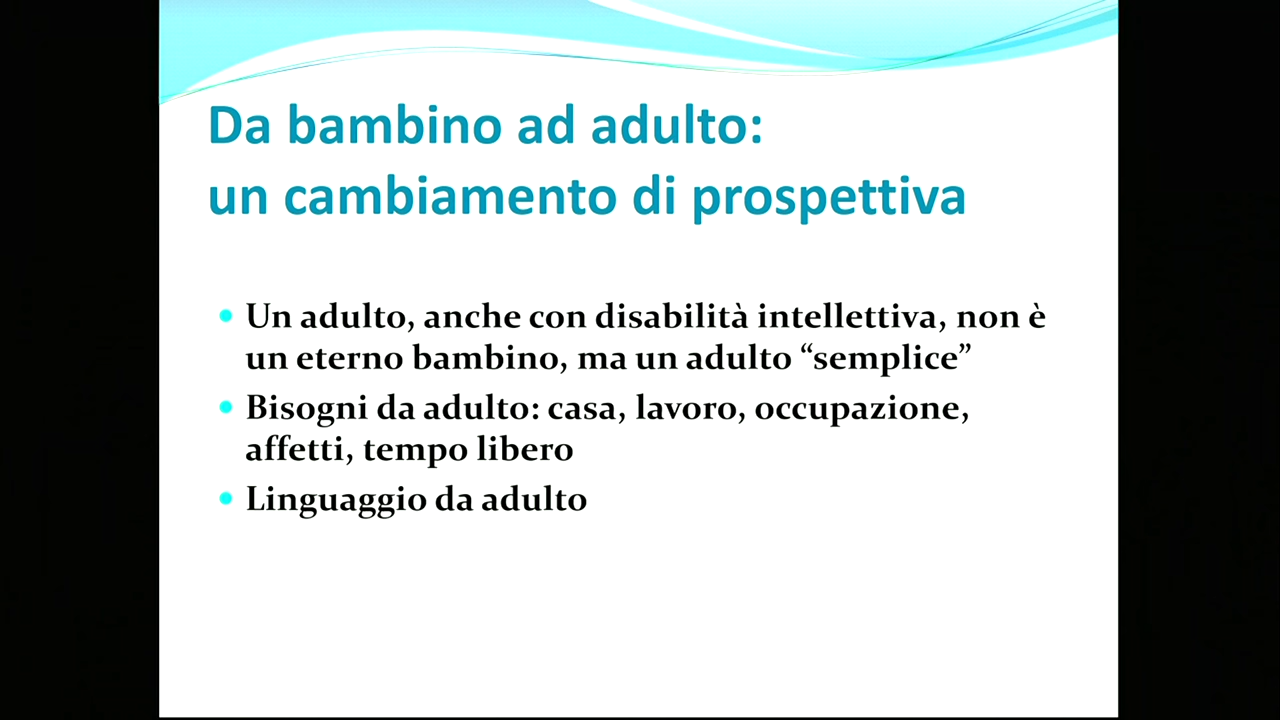 Da bambino ad adulto:
un cambiamento di prospettiva
• Un adulto, anche con disabilità intellettiva, non è
un eterno bambino, ma un adulto “semplice”
• Bisogni da adulto: casa, lavoro, occupazione,
affetti, tempo libero
• Linguaggio da adulto